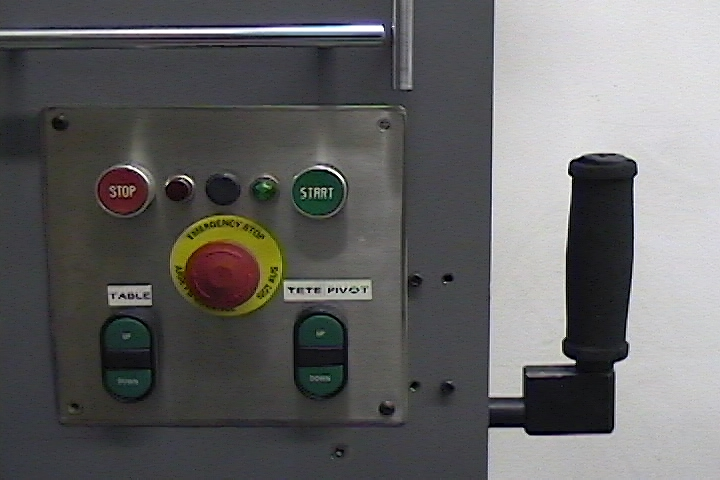 STOP
START
EMERGENCY STOP
TABLE
TETE PIVOT
UP
UP
DOWN
DOWN